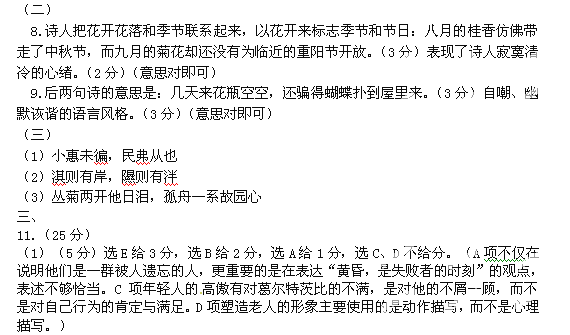 （二）
8.诗人把花开花落和季节联系起来，以花开来标志季节和节日：八月的桂香仿佛带
走了中秋节，而九月的菊花却还没有为临近的重阳节开放。（3分）表现了诗人寂寞清
冷的心绪。（2分）（意思对即可）
9.后两句诗的意思是：几天来花瓶空空，还骗得蝴蝶扑到屋里来。（3分）自嘲、幽
默诙谐的语言风格。（3分）（意思对即可）
（三）
（1）小惠未徧，民弗从也
（2）淇则有岸，隰则有泮
（3）丛菊两开他日泪，孤舟一系故园心
三、
11.（25分）
（1）（5分）选E给3分，选B给2分，选A给1分，选C、D不给分。（A项不仅在
说明他们是一群被人遗忘的人，更重要的是在表达“黄昏，是失败者的时刻”的观点，
表述不够恰当。C 项年轻人的高傲有对葛尔特茨比的不满，是对他的不屑--顾，而不
是对自己行为的肯定与满足。D项塑造老人的形象主要使用的是动作描写，而不是心理
描写。）